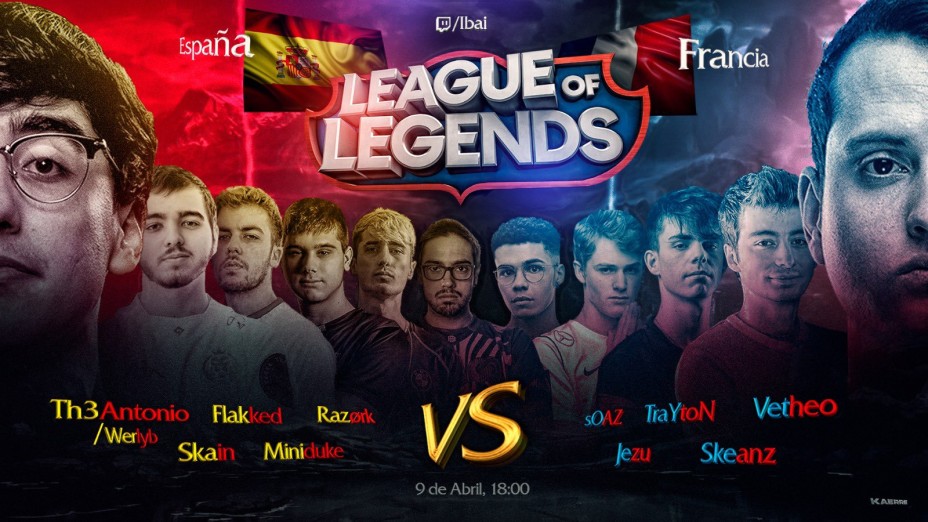 /Ibai
España
Francia
LEAGUE OF
LEGENDS
Th3Antonio
/Werlyb
Flakked
Razørk
Skain
Miniduke
VS
sOAZ
TraYtoN
Vetheo
Jezu
Skeanz
9 de Abril, 18:00